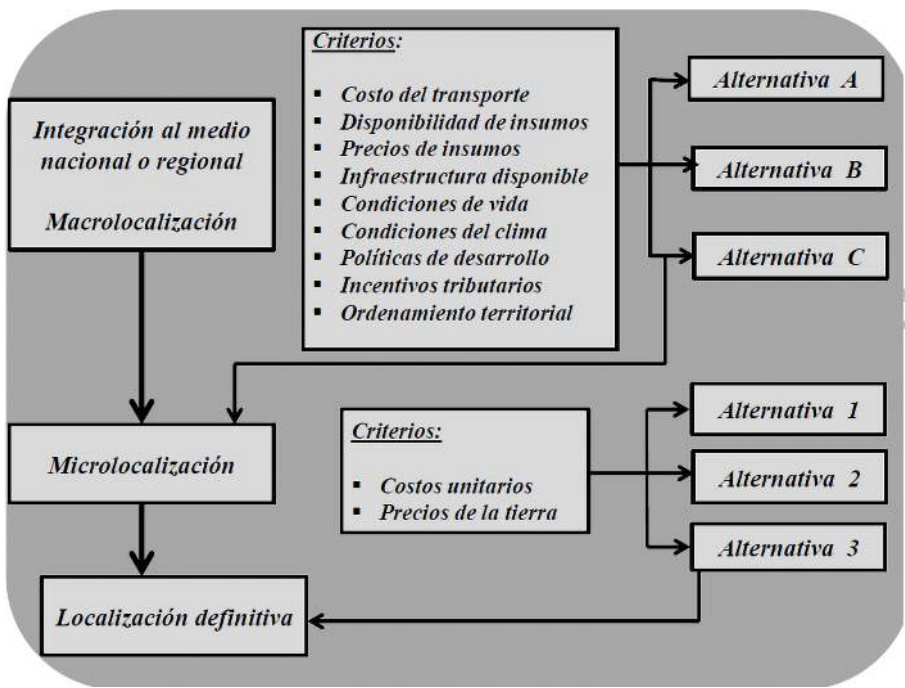 Integración al medio
nacional o regional
Macrolocalización
Criterios:
▪ Costo del transporte
▪ Disponibilidad de insumos
▪ Precios de insumos
▪ Infraestructura disponible
▪ Condiciones de vida
▪ Condiciones del clima
▪ Políticas de desarrollo
▪ Incentivos tributarios
▪ Ordenamiento territorial
Alternativa A
Alternativa B
Alternativa C
Microlocalización
Criterios:
▪ Costos unitarios
▪ Precios de la tierra
Alternativa 1
Alternativa 2
Alternativa 3
Localización definitiva